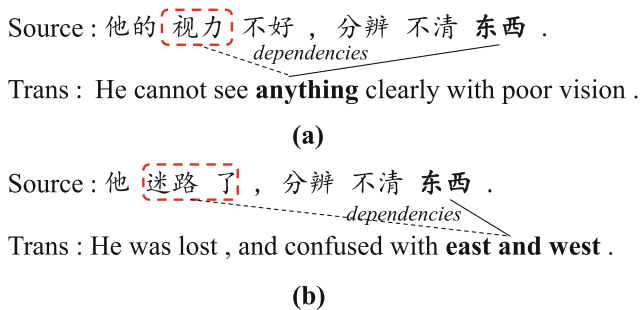 Source : 他的 视力 不好 , 分辨 不清 东西 .
dependencies
Trans : He cannot see anything clearly with poor vision .
(a)
Source : 他 迷路 了 , 分辨 不清 东西 .
dependencies
Trans : He was lost , and confused with east and west .
(b)